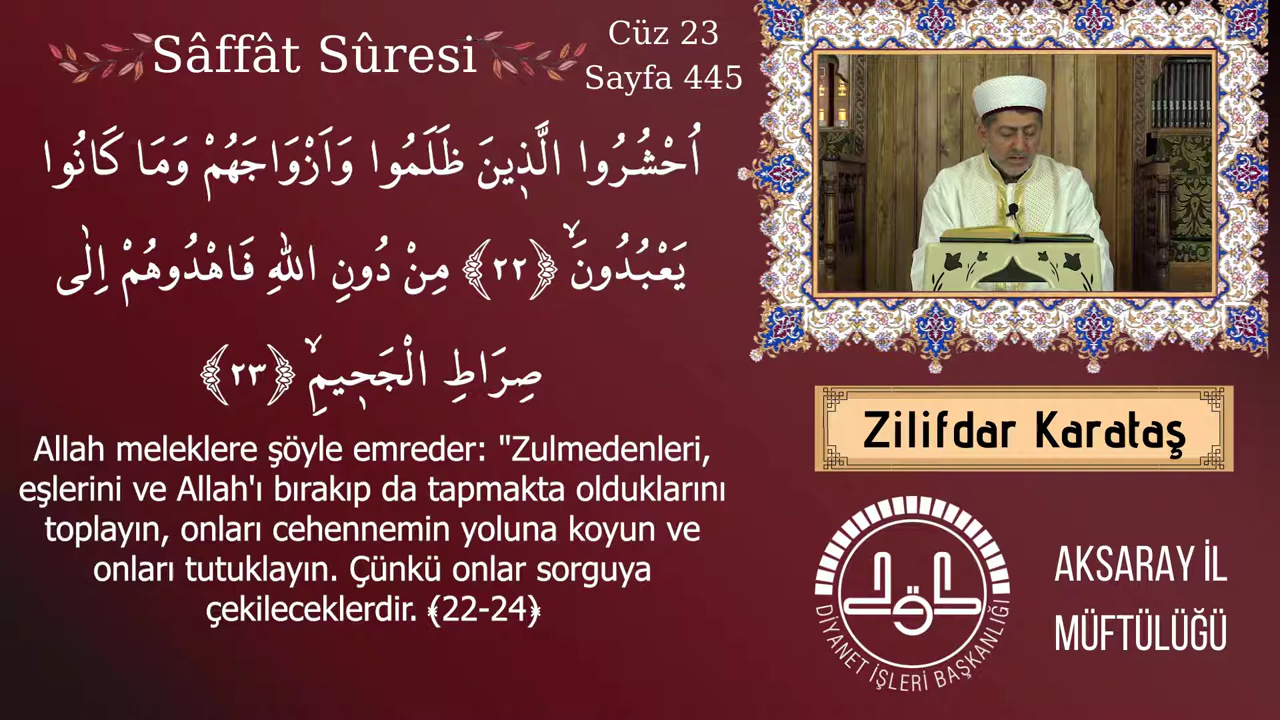 Sâffât Sûresi
Cüz 23
Sayfa 445
اُحْشُرُوا الَّذ۪ينَ ظَلَمُوا وَاَزْوَاجَهُمْ وَمَا كَانُوا
يَعْبُدُونَۙ ﴿٢٢﴾ مِنْ دُونِ اللّٰهِ فَاهْدُوهُمْ اِلٰى
صِرَاطِ الْجَح۪يمِۙ ﴿٢٣﴾
Allah meleklere şöyle emreder: "Zulmedenleri,
eşlerini ve Allah'ı bırakıp da tapmakta olduklarını
toplayın, onları cehennemin yoluna koyun ve
onları tutuklayın. Çünkü onlar sorguya
çekileceklerdir. ﴾22-24﴿
Zilifdar Karataş
DİYANET İŞLERİ BAŞKANLIĞI
AKSARAY İL
MÜFTÜLÜĞÜ